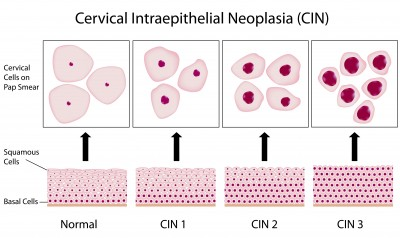 Cervical Intraepithelial Neoplasia (CIN)
Cervical
Cells on
Pap Smear
Squamous
Cells
Basal Cells
Normal
CIN 1
CIN 2
CIN 3